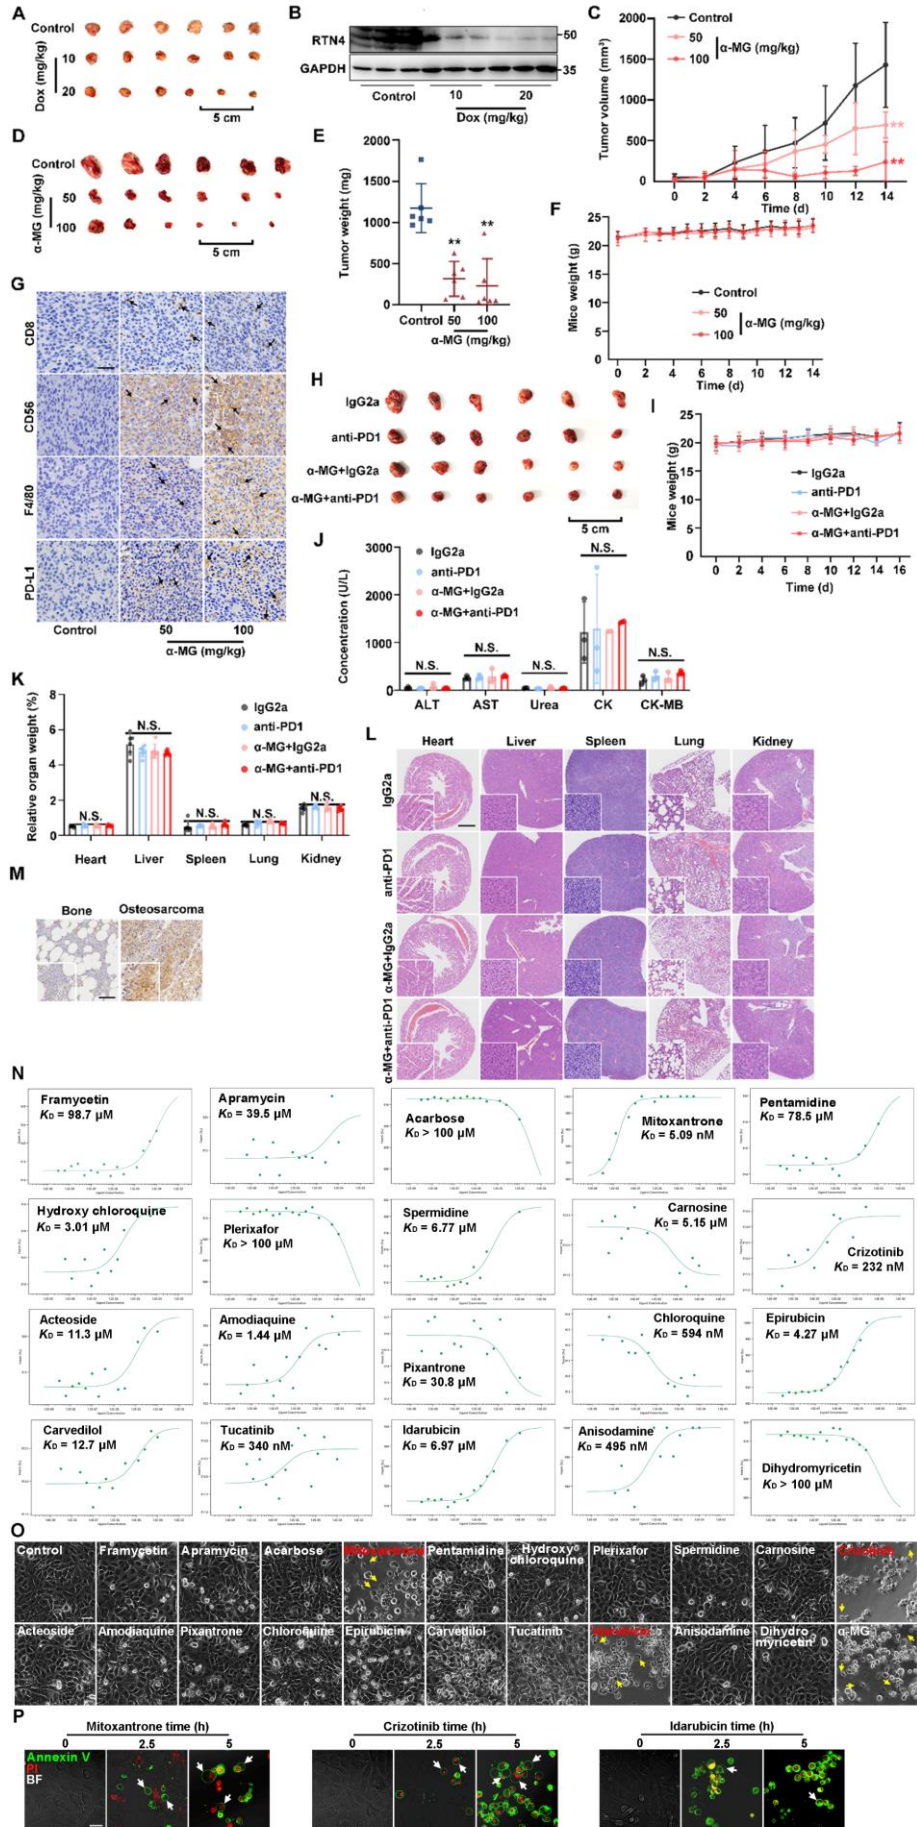 A
Control
10
20
Dox (mg/kg)
5 cm
B
RTN4
GAPDH
50
35
Control
10
20
Dox (mg/kg)
C
Control
50
100
α-MG (mg/kg)
Tumor volume (mm³)
2000
1500
1000
500
0
**
**
0 2 4 6 8 10 12 14
Time (d)
D
Control
50
100
α-MG (mg/kg)
5 cm
E
Tumor weight (mg)
2000
1500
1000
500
0
**
**
Control 50 100
α-MG (mg/kg)
F
Mice weight (g)
25
20
15
10
5
0
Control
50
100
α-MG (mg/kg)
0 2 4 6 8 10 12 14
Time (d)
G
CD8
CD56
F4/80
PD-L1
Control
50
100
α-MG (mg/kg)
H
IgG2a
anti-PD1
α-MG+IgG2a
α-MG+anti-PD1
5 cm
I
Mice weight (g)
25
20
15
10
5
0
IgG2a
anti-PD1
α-MG+IgG2a
α-MG+anti-PD1
0 2 4 6 8 10 12 14 16
Time (d)
J
Concentration (U/L)
3000
2000
1000
0
IgG2a
anti-PD1
α-MG+IgG2a
α-MG+anti-PD1
N.S.
N.S.
N.S.
N.S.
N.S.
ALT AST Urea CK CK-MB
K
Relative organ weight (%)
8
6
4
2
0
IgG2a
anti-PD1
α-MG+IgG2a
α-MG+anti-PD1
N.S.
N.S.
N.S.
N.S.
N.S.
Heart Liver Spleen Lung Kidney
L
Heart Liver Spleen Lung Kidney
IgG2a
anti-PD1
α-MG+IgG2a
α-MG+anti-PD1
M
Bone Osteosarcoma
N
Framycetin
KD = 98.7 μM
Apramycin
KD = 39.5 μM
Acarbose
KD > 100 μM
Mitoxantrone
KD = 5.09 nM
Pentamidine
KD = 78.5 μM
Hydroxy chloroquine
KD = 3.01 μM
Plerixafor
KD > 100 μM
Spermidine
KD = 6.77 μM
Carnosine
KD = 5.15 μM
Crizotinib
KD = 232 nM
Acteoside
KD = 11.3 μM
Amodiaquine
KD = 1.44 μM
Pixantrone
KD = 30.8 μM
Chloroquine
KD = 594 nM
Epirubicin
KD = 4.27 μM
Carvedilol
KD = 12.7 μM
Tucatinib
KD = 340 nM
Idarubicin
KD = 6.97 μM
Anisodamine
KD = 495 nM
Dihydromyricetin
KD > 100 μM
O
Control Framycetin Apramycin Acarbose Mitoxantrone Pentamidine Hydroxy chloroquine Plerixafor Spermidine Carnosine Crizotinib
Acteoside Amodiaquine Pixantrone Chloroquine Epirubicin Carvedilol Tucatinib Idarubicin Anisodamine Dihydro myricetin α-MG
P
Mitoxantrone time (h)
0 2.5 5
Annexin V
PI
BF
Crizotinib time (h)
0 2.5 5
Idarubicin time (h)
0 2.5 5